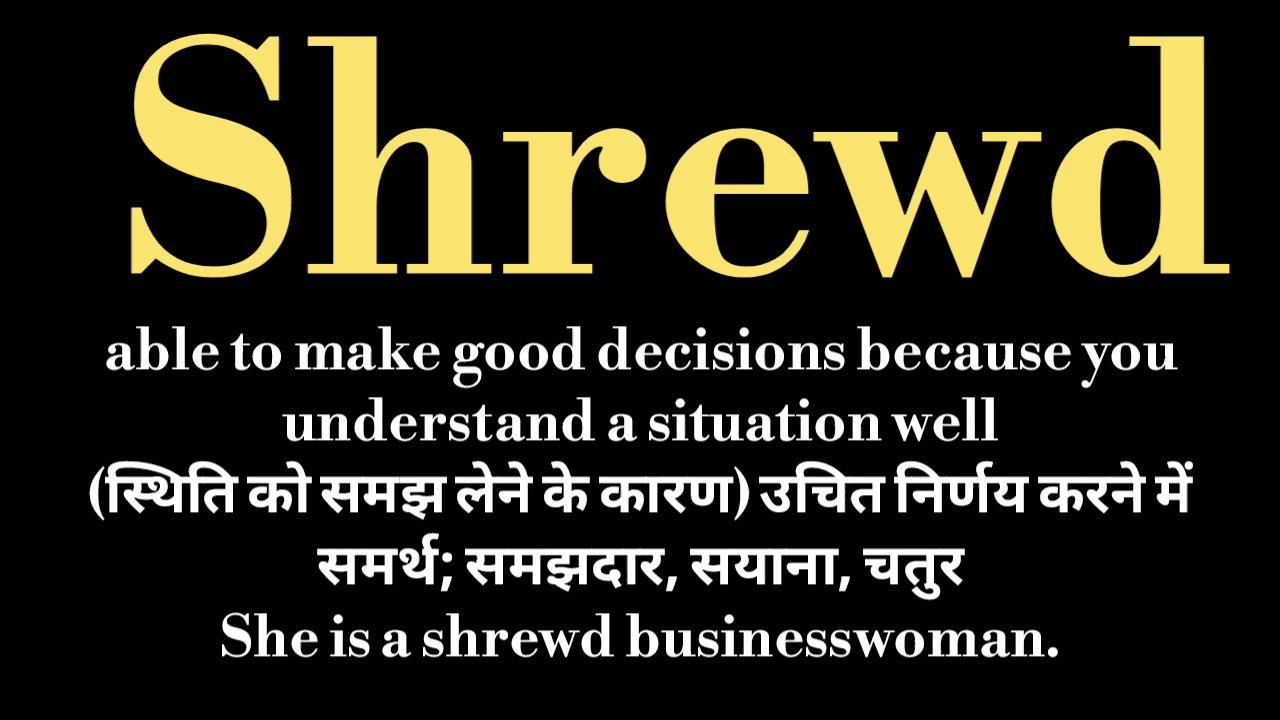 Shrewd
able to make good decisions because you
understand a situation well
(स्थिति को समझ लेने के कारण) उचित निर्णय करने में
समर्थ; समझदार, सयाना, चतुर
She is a shrewd businesswoman.